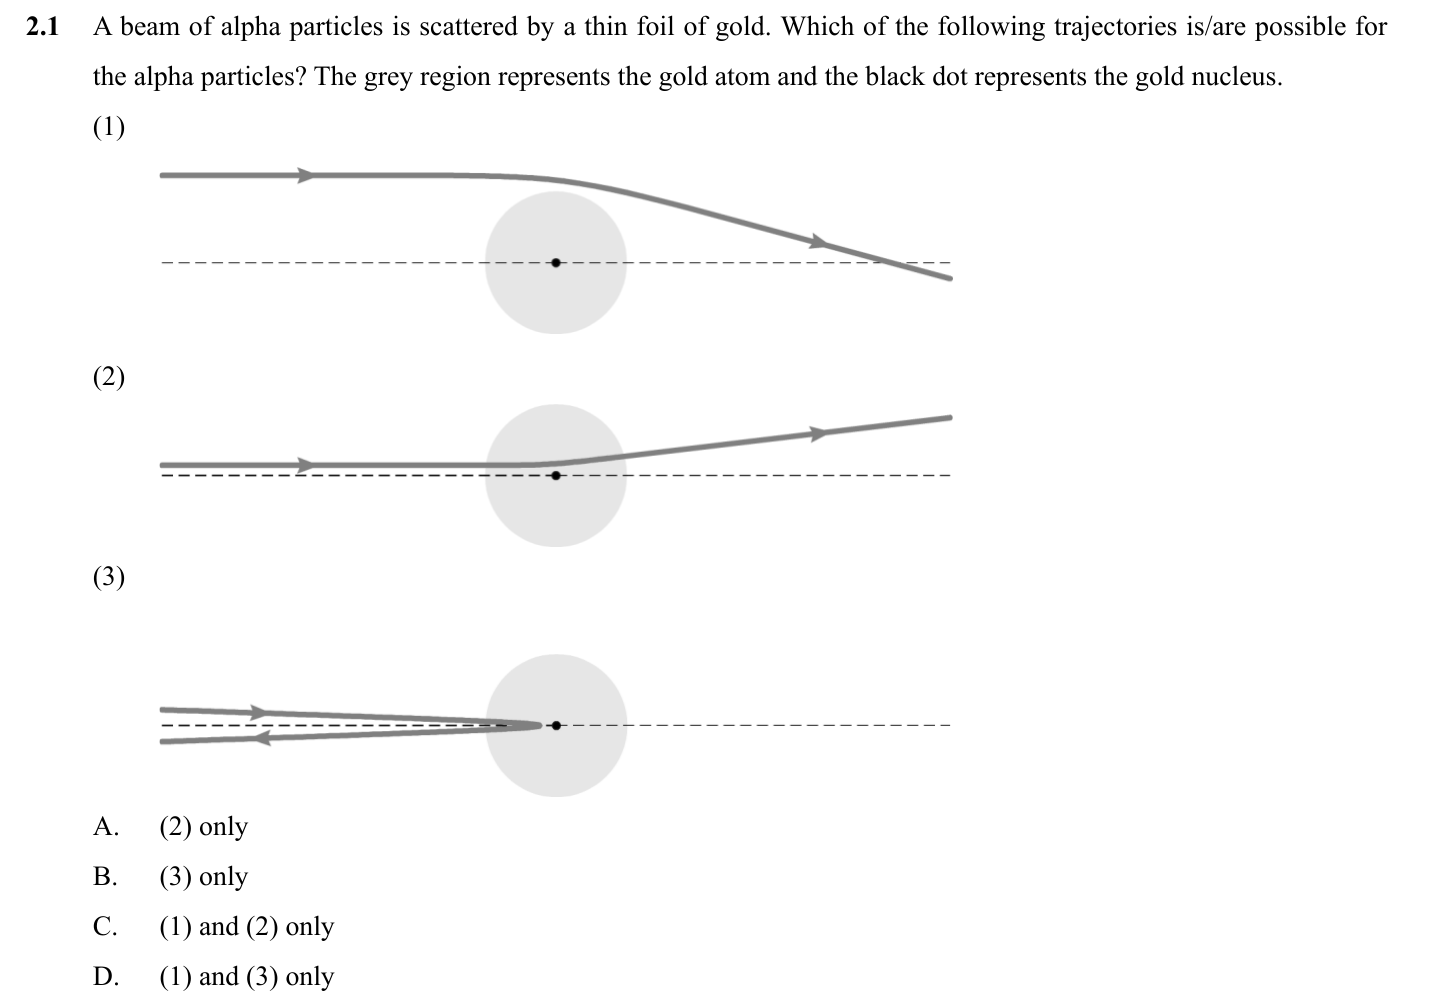 2.1 A beam of alpha particles is scattered by a thin foil of gold. Which of the following trajectories is/are possible for
the alpha particles? The grey region represents the gold atom and the black dot represents the gold nucleus.
(1)
(2)
(3)
A. (2) only
B. (3) only
C. (1) and (2) only
D. (1) and (3) only